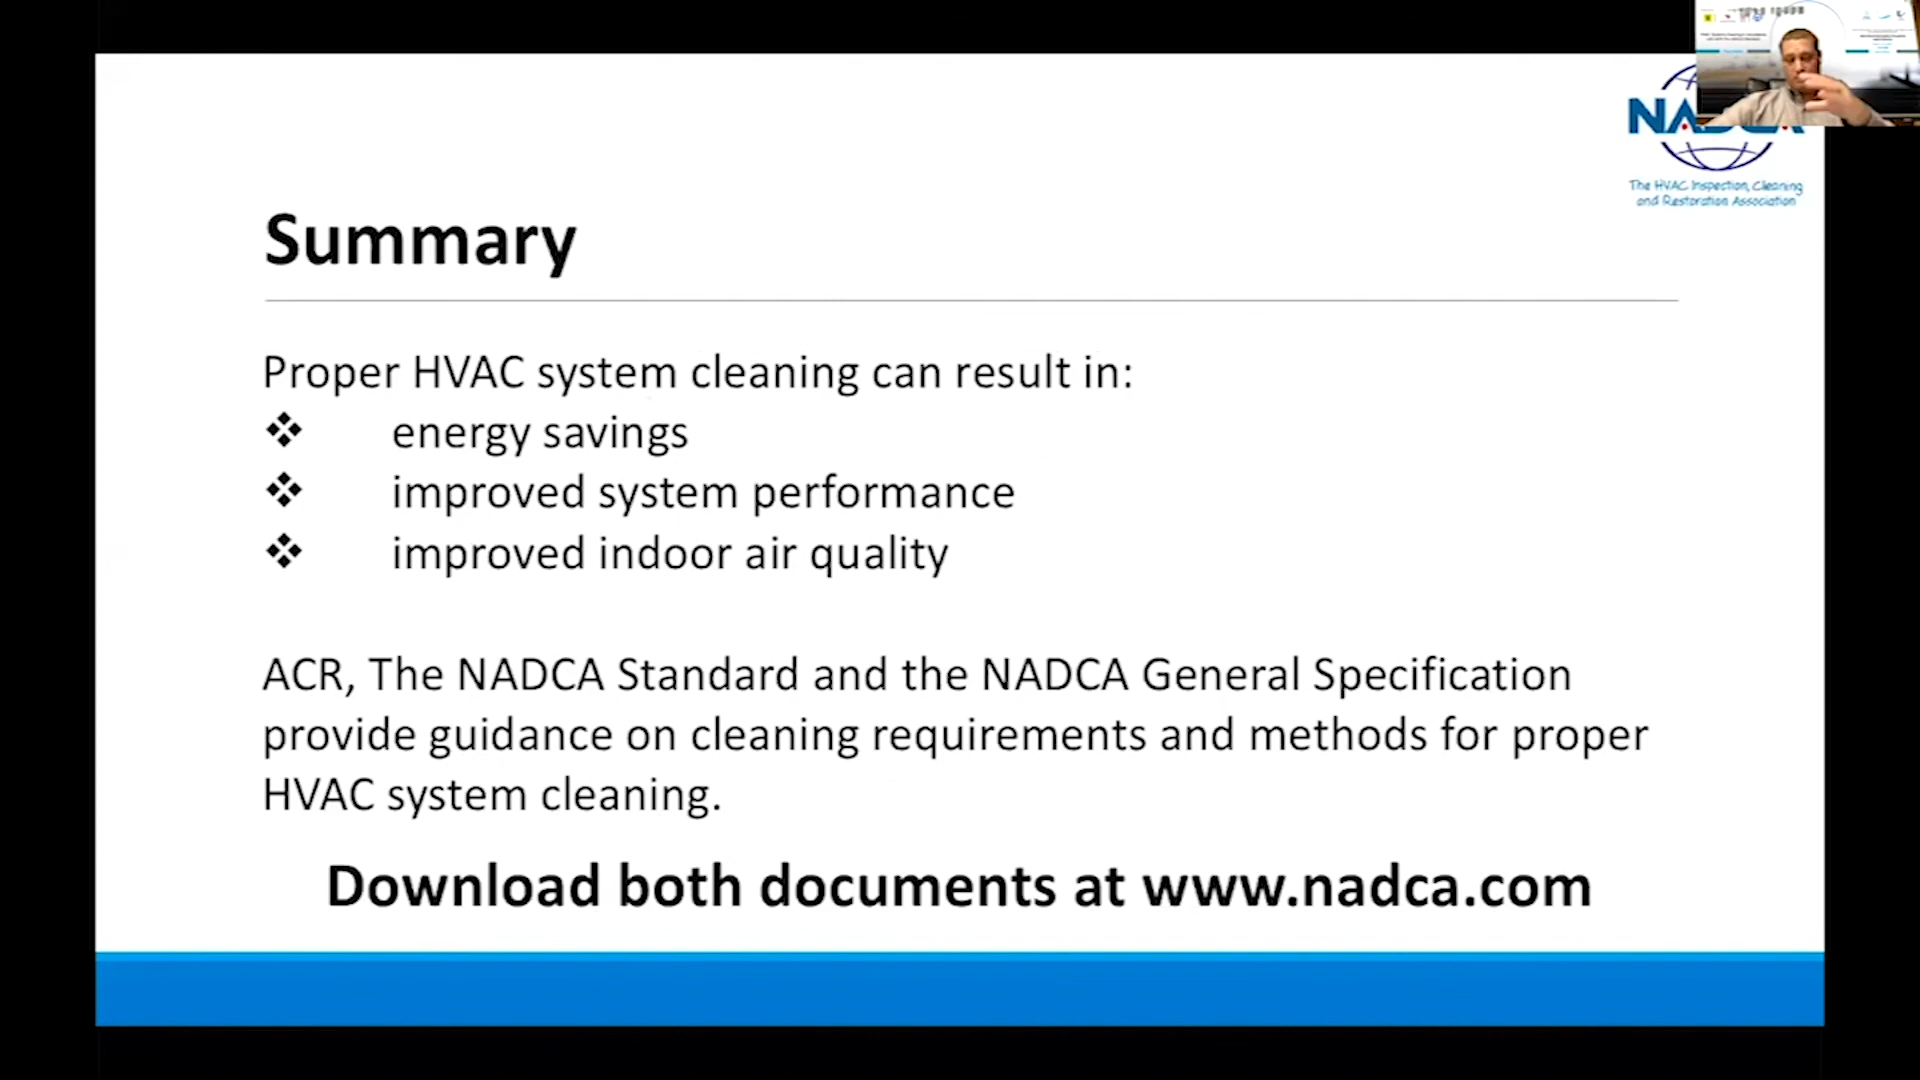 NADCA
The HVAC Inspection, Cleaning
and Restoration Association
Summary
Proper HVAC system cleaning can result in:
❖ energy savings
❖ improved system performance
❖ improved indoor air quality
ACR, The NADCA Standard and the NADCA General Specification
provide guidance on cleaning requirements and methods for proper
HVAC system cleaning.
Download both documents at www.nadca.com